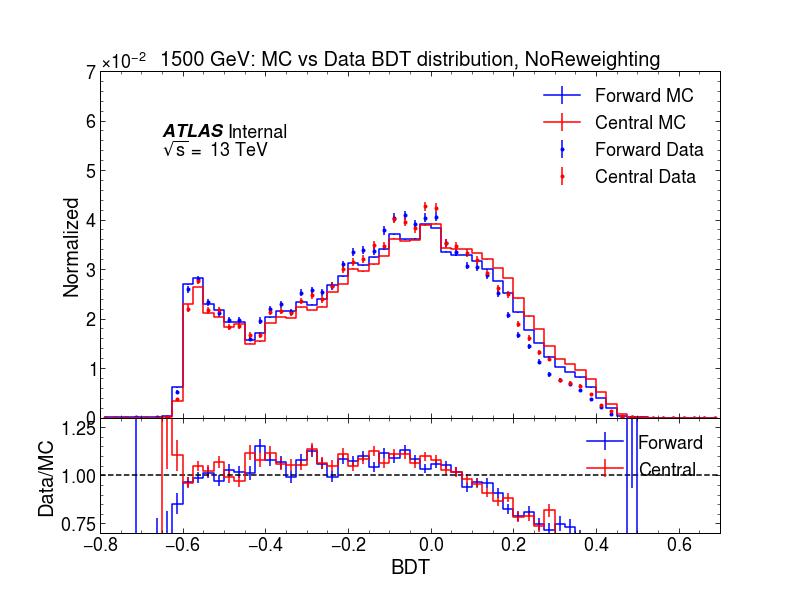 ×10⁻² 1500 GeV: MC vs Data BDT distribution, NoReweighting
7
6
5
4
3
2
1
0
Normalized
ATLAS Internal
√s = 13 TeV
Forward MC
Central MC
Forward Data
Central Data
1.25
1.00
0.75
Data/MC
Forward
Central
−0.8 −0.6 −0.4 −0.2 0.0 0.2 0.4 0.6
BDT